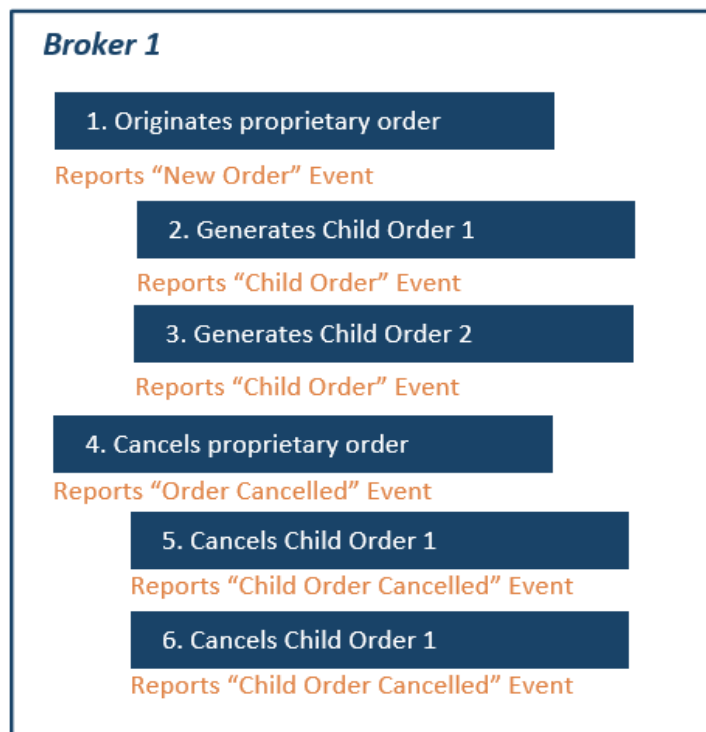 Broker 1
1. Originates proprietary order
Reports “New Order” Event
2. Generates Child Order 1
Reports “Child Order” Event
3. Generates Child Order 2
Reports “Child Order” Event
4. Cancels proprietary order
Reports “Order Cancelled” Event
5. Cancels Child Order 1
Reports “Child Order Cancelled” Event
6. Cancels Child Order 1
Reports “Child Order Cancelled” Event